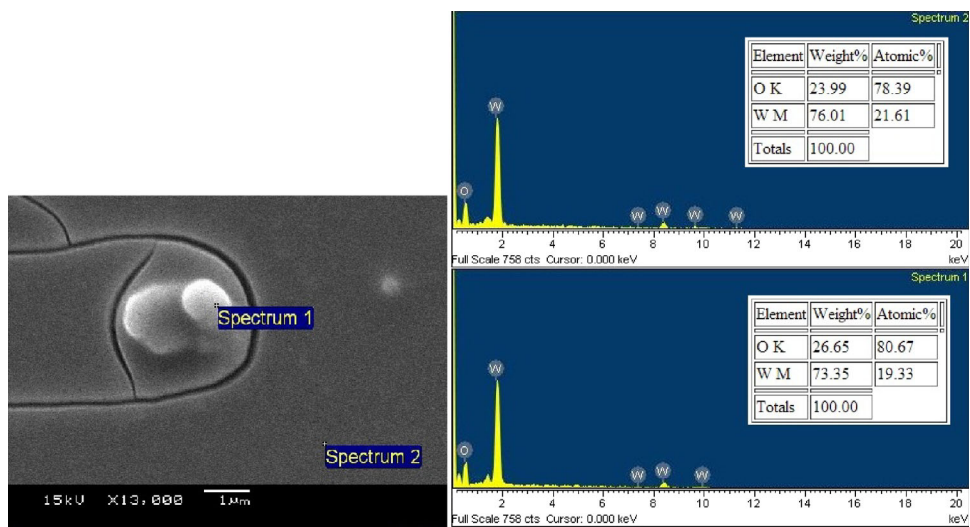 Spectrum 1
Spectrum 2
15kV X13,000 1µm
Spectrum 2
Element Weight% Atomic%
O K 23.99 78.39
W M 76.01 21.61
Totals 100.00
W
O
W W W W
2 4 6 8 10 12 14 16 18 20
Full Scale 758 cts Cursor: 0.000 keV keV
Spectrum 1
Element Weight% Atomic%
O K 26.65 80.67
W M 73.35 19.33
Totals 100.00
W
O
W W W
2 4 6 8 10 12 14 16 18 20
Full Scale 758 cts Cursor: 0.000 keV keV